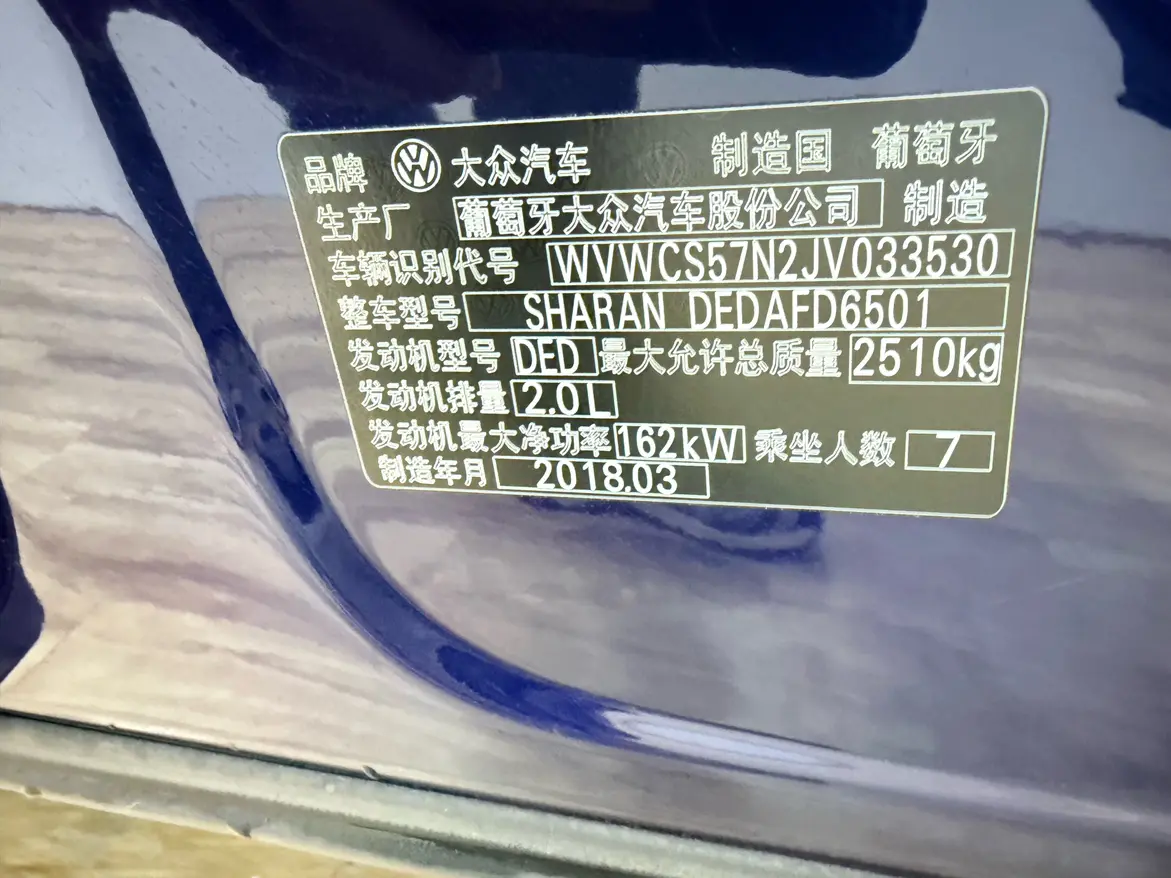 品牌 大众汽车 制造国 葡萄牙
生产厂 葡萄牙大众汽车股份公司 制造
车辆识别代号 WVWCS57N2JV033530
整车型号 SHARAN DEDAFD6501
发动机型号 DED 最大允许总质量 2510kg
发动机排量 2.0L
发动机最大净功率 162kW 乘坐人数 7
制造年月 2018.03